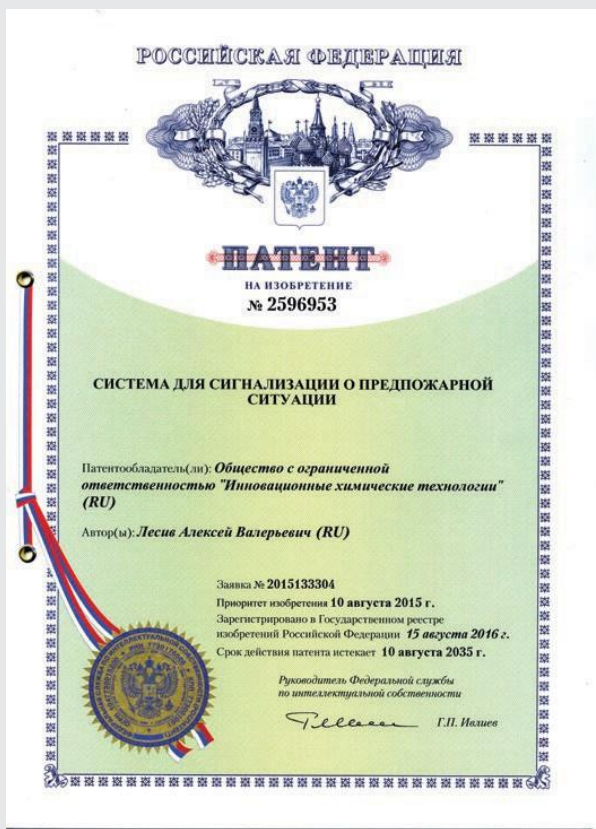 РОССИЙСКАЯ ФЕДЕРАЦИЯ
ПАТЕНТ
НА ИЗОБРЕТЕНИЕ
№ 2596953
СИСТЕМА ДЛЯ СИГНАЛИЗАЦИИ О ПРЕДПОЖАРНОЙ
СИТУАЦИИ
Патентообладатель(ли): Общество с ограниченной
ответственностью "Инновационные химические технологии"
(RU)
Автор(ы): Лесив Алексей Валерьевич (RU)
Заявка № 2015133304
Приоритет изобретения 10 августа 2015 г.
Зарегистрировано в Государственном реестре
изобретений Российской Федерации 15 августа 2016 г.
Срок действия патента истекает 10 августа 2035 г.
Руководитель Федеральной службы
по интеллектуальной собственности
Г.П. Ивлиев